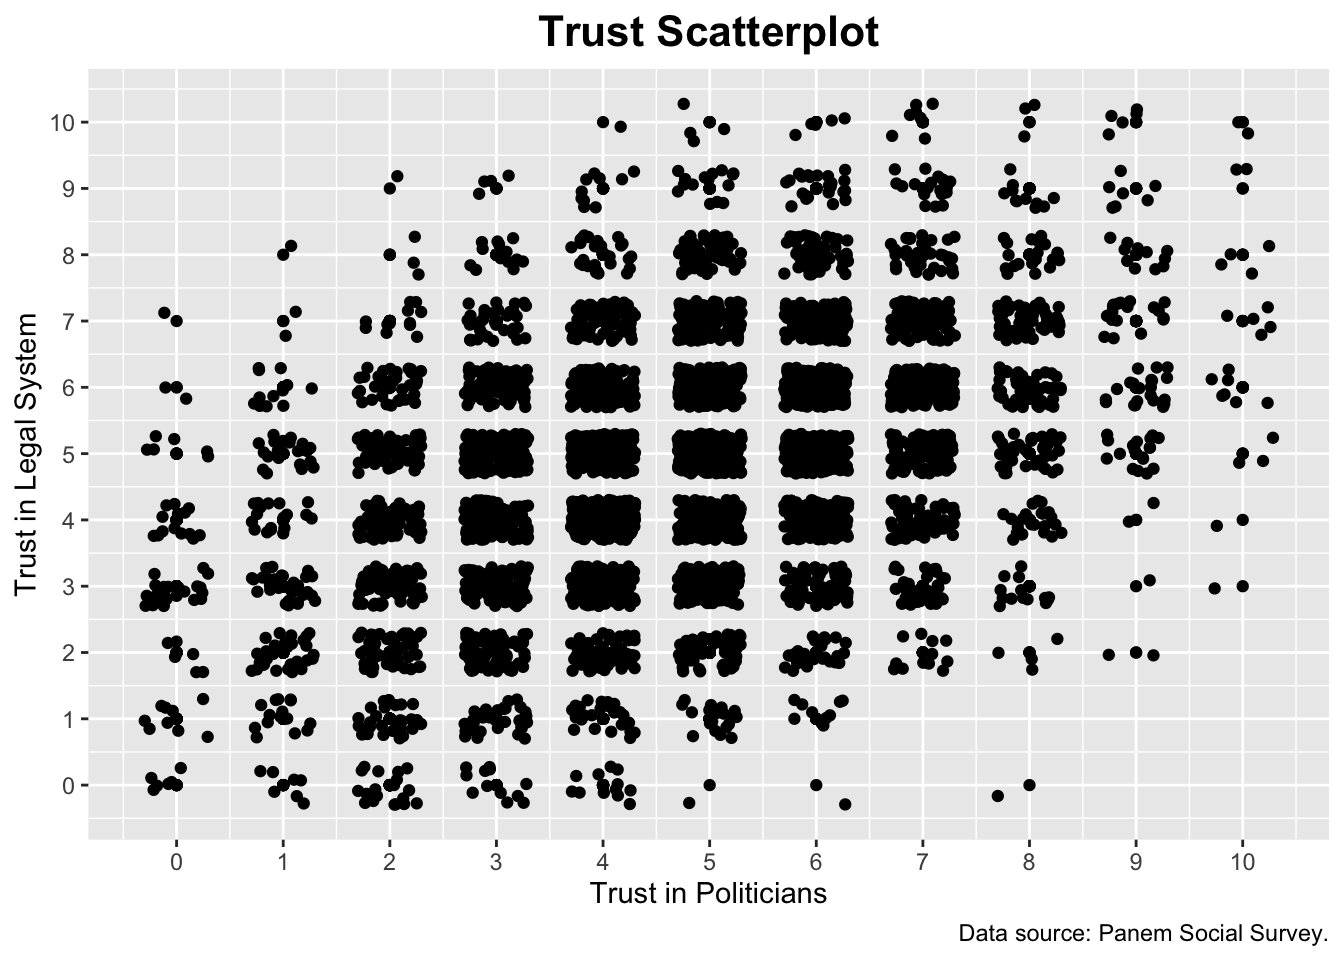 Trust Scatterplot
Trust in Legal System
10
9
8
7
6
5
4
3
2
1
0
0 1 2 3 4 5 6 7 8 9 10
Trust in Politicians
Data source: Panem Social Survey.